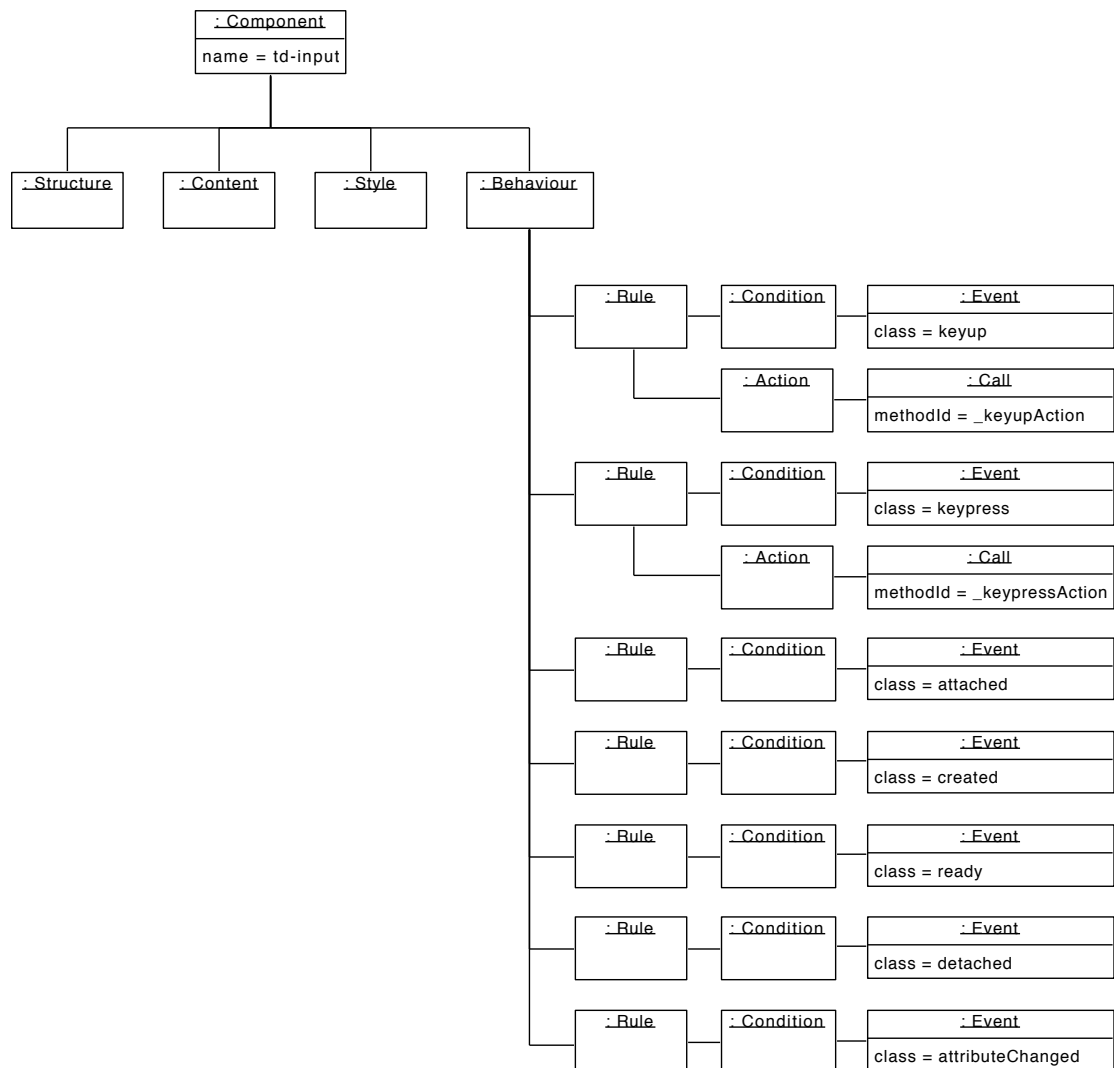 : Component
name = td-input
: Structure
: Content
: Style
: Behaviour
: Rule
: Condition
: Event
class = keyup
: Action
: Call
methodId = _keyupAction
: Rule
: Condition
: Event
class = keypress
: Action
: Call
methodId = _keypressAction
: Rule
: Condition
: Event
class = attached
: Rule
: Condition
: Event
class = created
: Rule
: Condition
: Event
class = ready
: Rule
: Condition
: Event
class = detached
: Rule
: Condition
: Event
class = attributeChanged